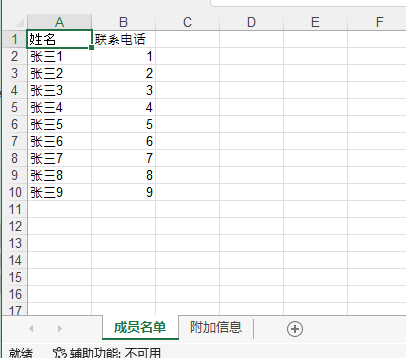 A B C D E F
1 姓名 联系电话
2 张三1 1
3 张三2 2
4 张三3 3
5 张三4 4
6 张三5 5
7 张三6 6
8 张三7 7
9 张三8 8
10 张三9 9
11
12
13
14
15
16
17
成员名单 附加信息
就绪 辅助功能: 不可用